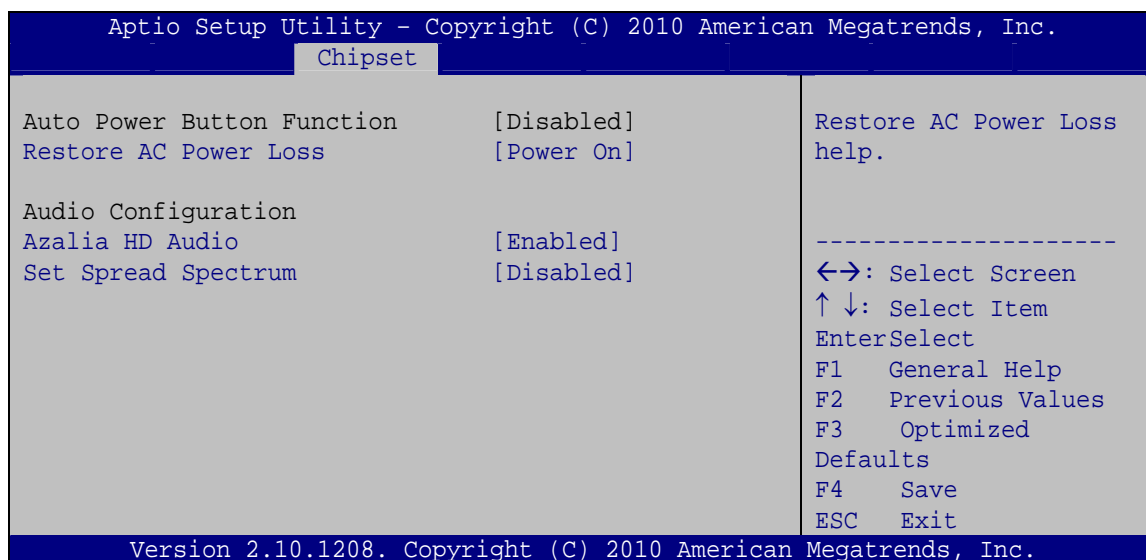 Aptio Setup Utility – Copyright (C) 2010 American Megatrends, Inc.
Chipset
Auto Power Button Function [Disabled]
Restore AC Power Loss [Power On]
Audio Configuration
Azalia HD Audio [Enabled]
Set Spread Spectrum [Disabled]
Restore AC Power Loss
help.
---------------------
←→: Select Screen
↑ ↓: Select Item
EnterSelect
F1 General Help
F2 Previous Values
F3 Optimized
Defaults
F4 Save
ESC Exit
Version 2.10.1208. Copyright (C) 2010 American Megatrends, Inc.